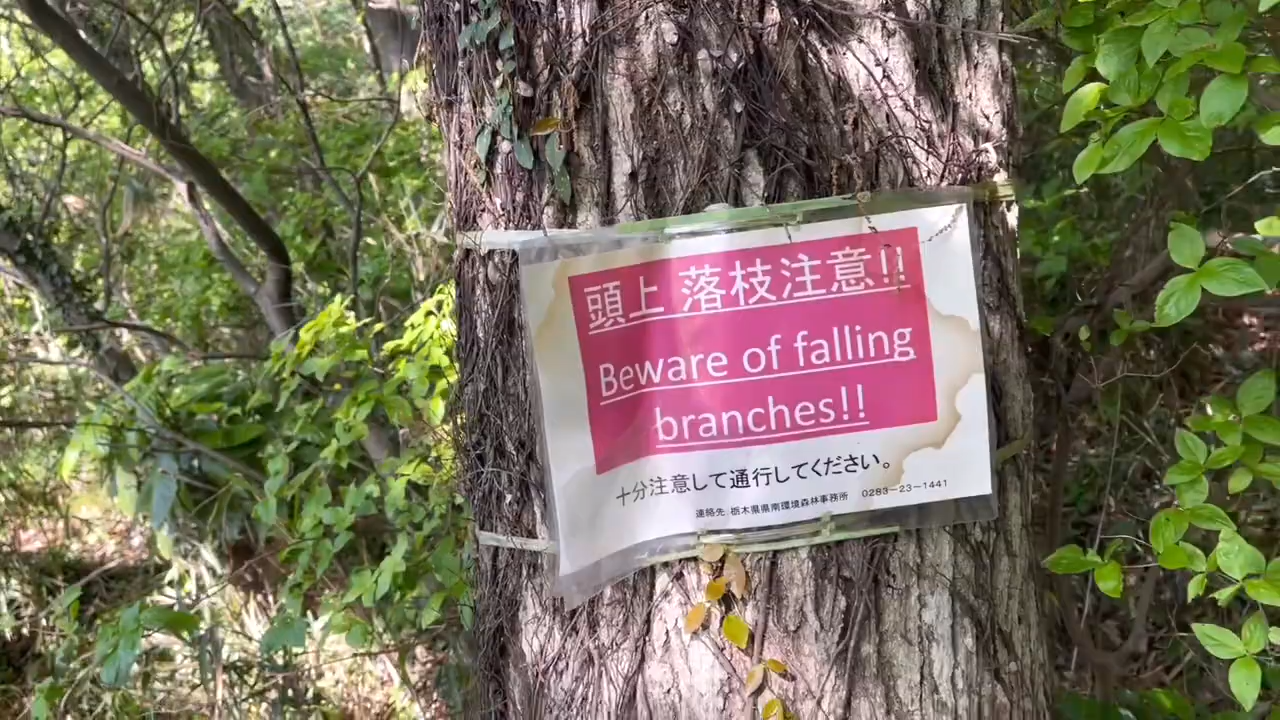 頭上 落枝注意!!
Beware of falling
branches!!
十分注意して通行してください。
連絡先:栃木県県南環境森林事務所 0283-23-1441